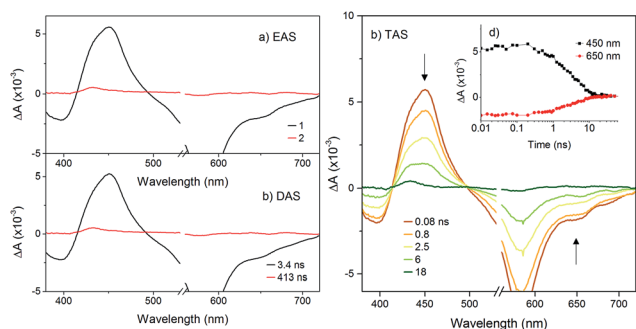 a) EAS
5
0
-5
ΔA (x10⁻³)
1
2
400
500
600
700
Wavelength (nm)
b) DAS
5
0
-5
ΔA (x10⁻³)
3.4 ns
413 ns
400
500
600
700
Wavelength (nm)
b) TAS
10
5
0
-5
ΔA (x10⁻³)
0.08 ns
0.8
2.5
6
18
400
450
500
600
650
700
Wavelength (nm)
d)
450 nm
650 nm
5
0
ΔA (x10⁻³)
0.01
0.1
1
10
Time (ns)